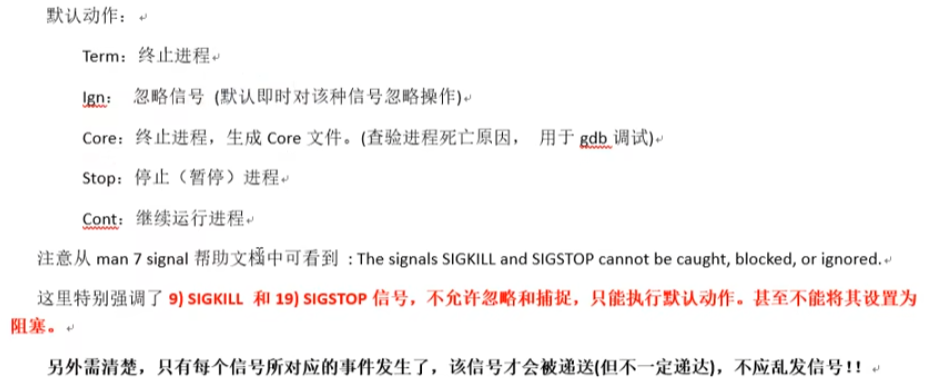 默认动作：
Term：终止进程
Ign： 忽略信号 (默认即时对该种信号忽略操作)
Core：终止进程，生成 Core 文件。(查验进程死亡原因， 用于 gdb 调试)
Stop：停止（暂停）进程
Cont：继续运行进程
注意从 man 7 signal 帮助文档中可看到 : The signals SIGKILL and SIGSTOP cannot be caught, blocked, or ignored.
这里特别强调了 9) SIGKILL 和 19) SIGSTOP 信号，不允许忽略和捕捉，只能执行默认动作。甚至不能将其设置为
阻塞。
另外需清楚，只有每个信号所对应的事件发生了，该信号才会被递送(但不一定递达)，不应乱发信号!!